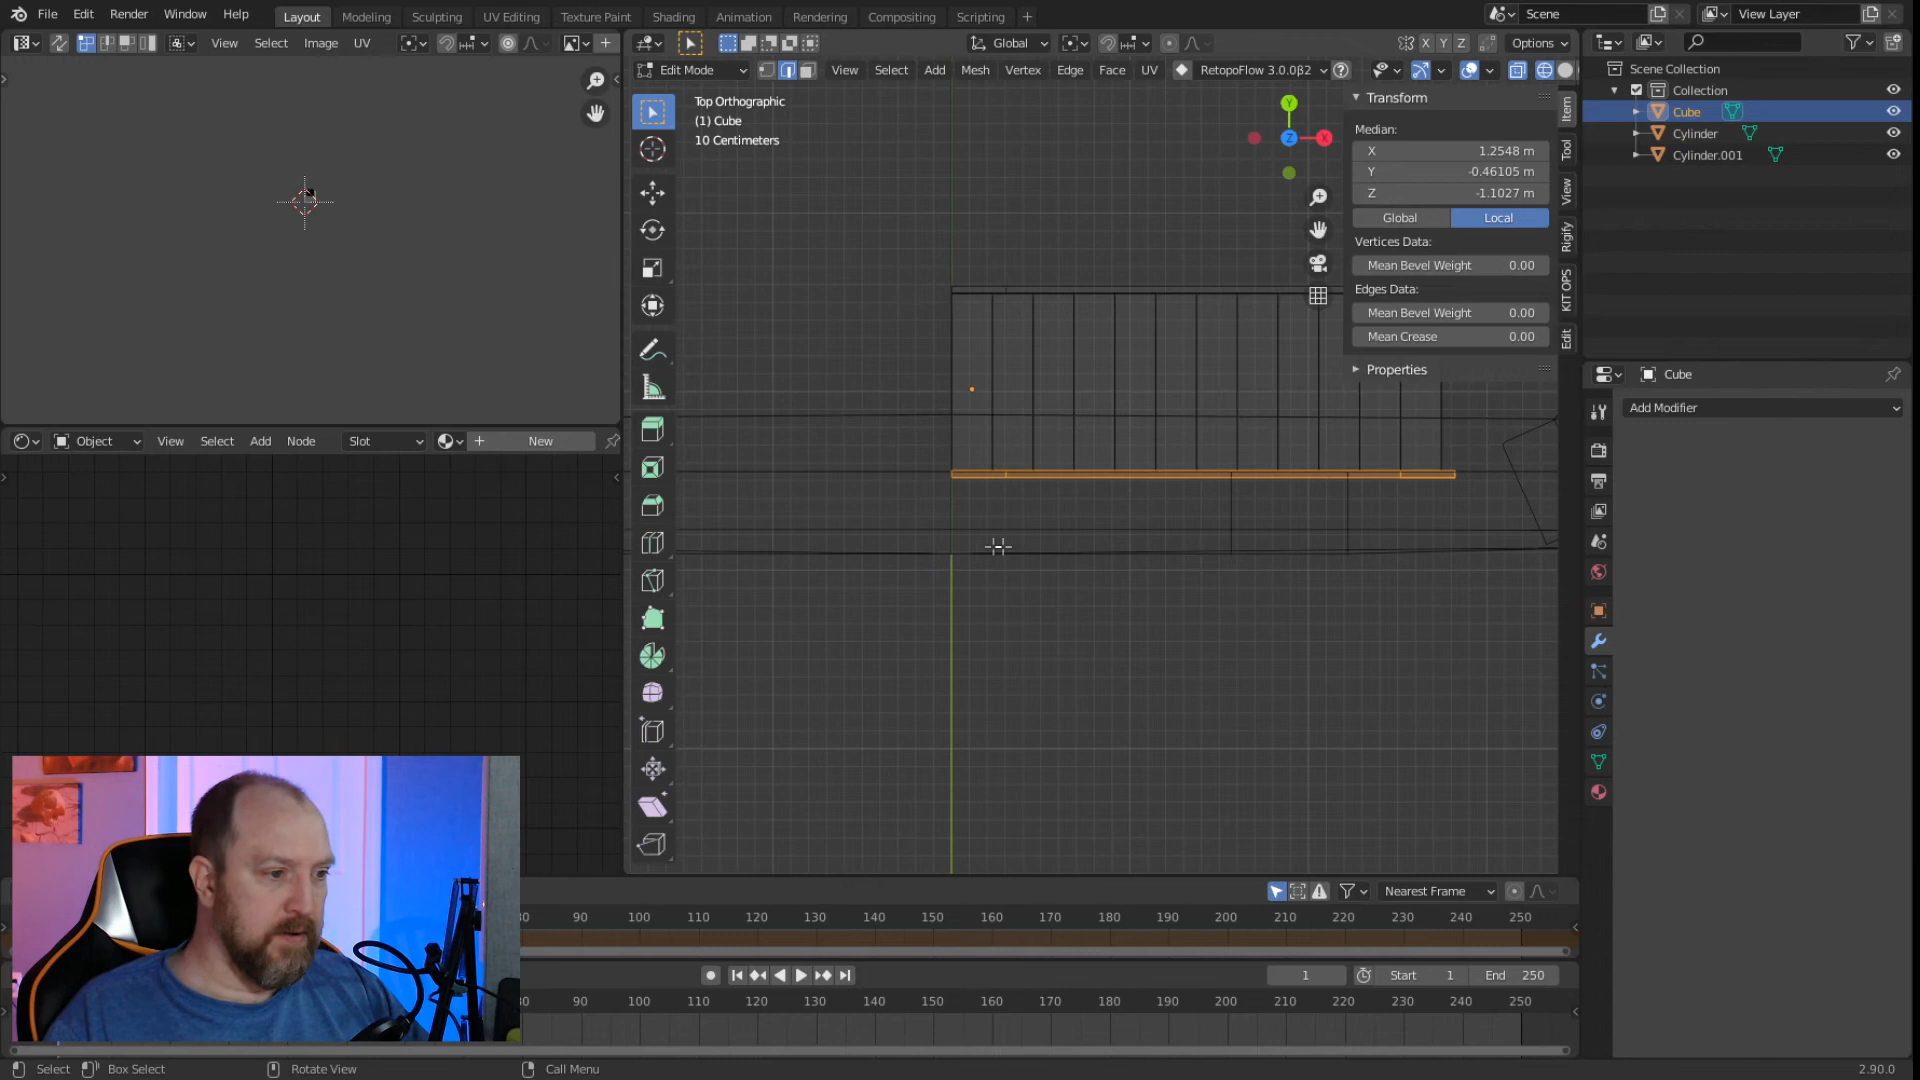 File Edit Render Window Help Layout Modeling Sculpting UV Editing Texture Paint Shading Animation Rendering Compositing Scripting + Scene View Layer
View Select Image UV Global X Y Z Options
Edit Mode View Select Add Mesh Vertex Edge Face UV RetopoFlow 3.0.0β2
Scene Collection
Collection
Cube
Cylinder
Cylinder.001
Top Orthographic
(1) Cube
10 Centimeters
Y
Z
X
Transform
Median:
X 1.2548 m
Y -0.46105 m
Z -1.1027 m
Global Local
Vertices Data:
Mean Bevel Weight 0.00
Edges Data:
Mean Bevel Weight 0.00
Mean Crease 0.00
Properties
Item
Tool
View
Rigify
KIT OPS
Edit
Cube
Add Modifier
Object View Select Add Node Slot New
Nearest Frame
90 100 110 120 130 140 150 160 170 180 190 200 210 220 230 240 250
1 Start 1 End 250
90 100 110 120 130 140 150 160 170 180 190 200 210 220 230 240 250
Select Box Select Rotate View Call Menu 2.90.0